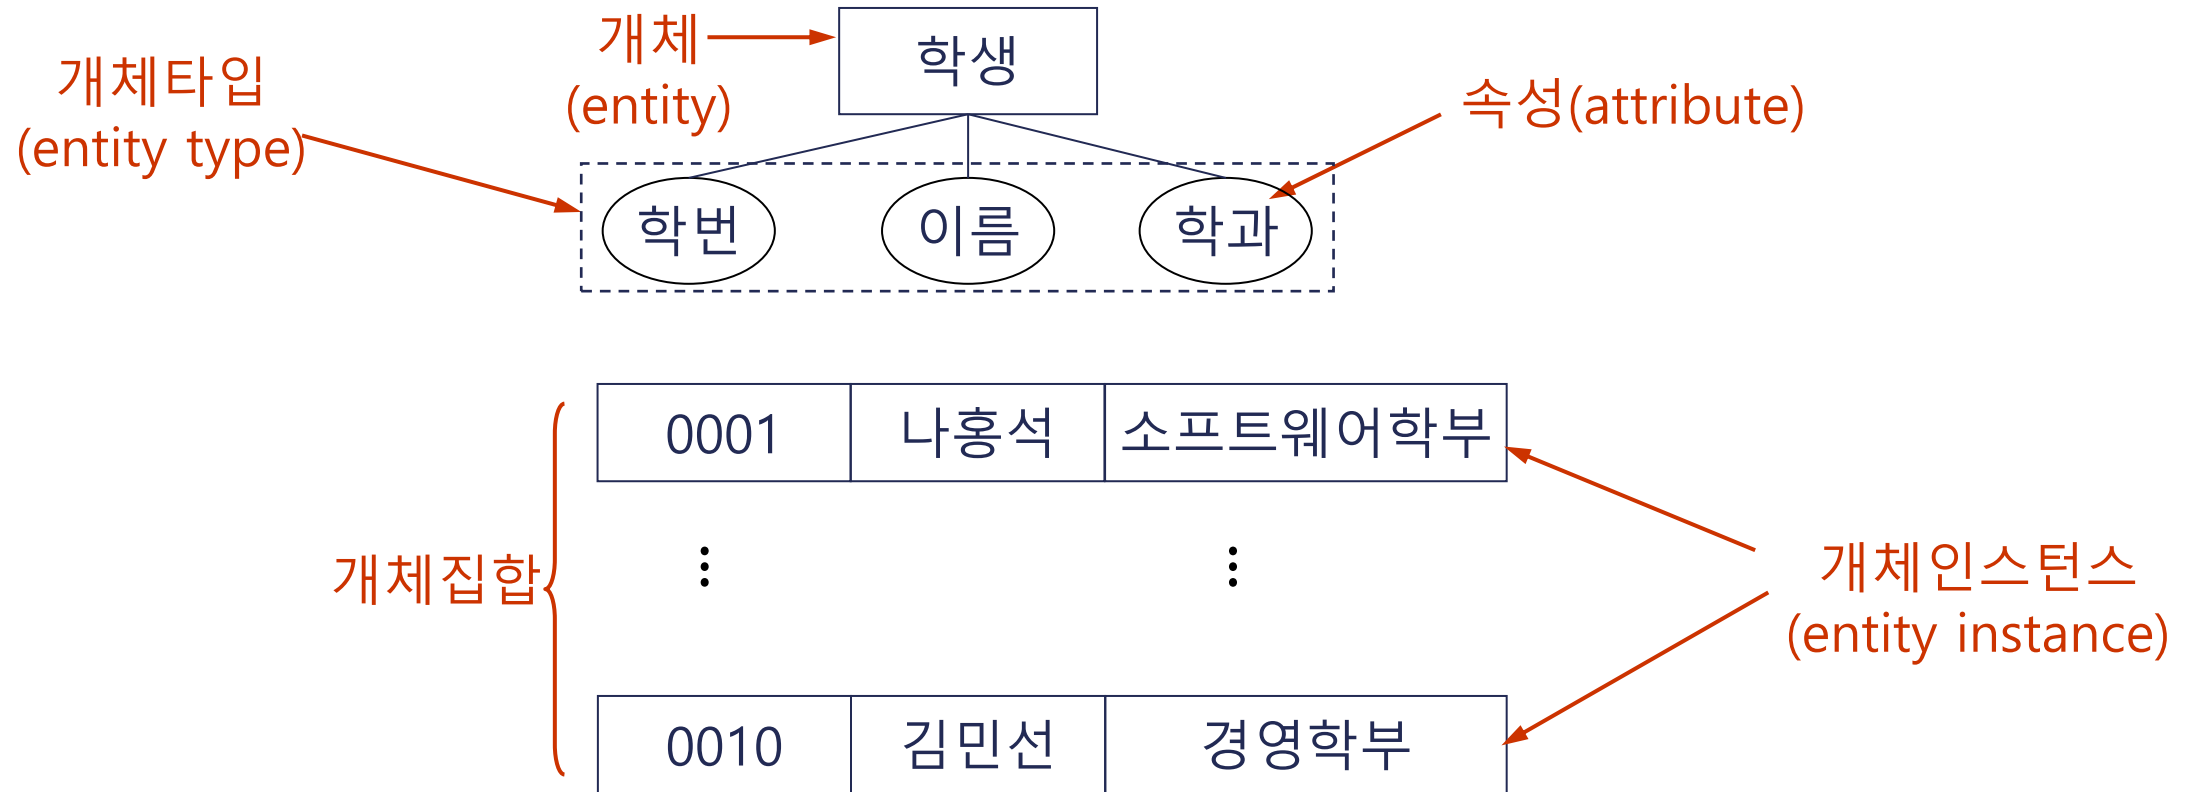 개체
(entity)
학생
개체타입
(entity type)
속성(attribute)
학번
이름
학과
0001
나홍석
소프트웨어학부
개체집합
개체인스턴스
(entity instance)
0010
김민선
경영학부